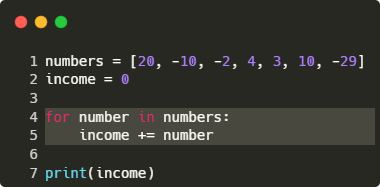 1 numbers = [20, -10, -2, 4, 3, 10, -29]
2 income = 0
3
4 for number in numbers:
5     income += number
6
7 print(income)